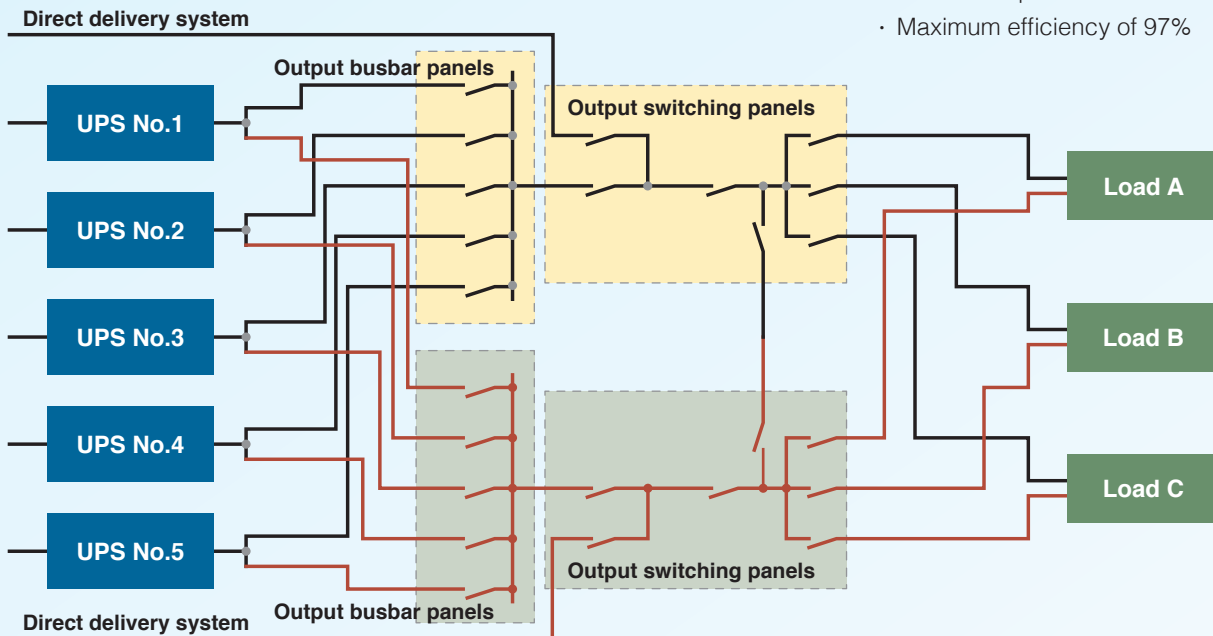 Direct delivery system
· Maximum efficiency of 97%
Output busbar panels
Output switching panels
UPS No.1
UPS No.2
UPS No.3
UPS No.4
UPS No.5
Load A
Load B
Load C
Output switching panels
Output busbar panels
Direct delivery system